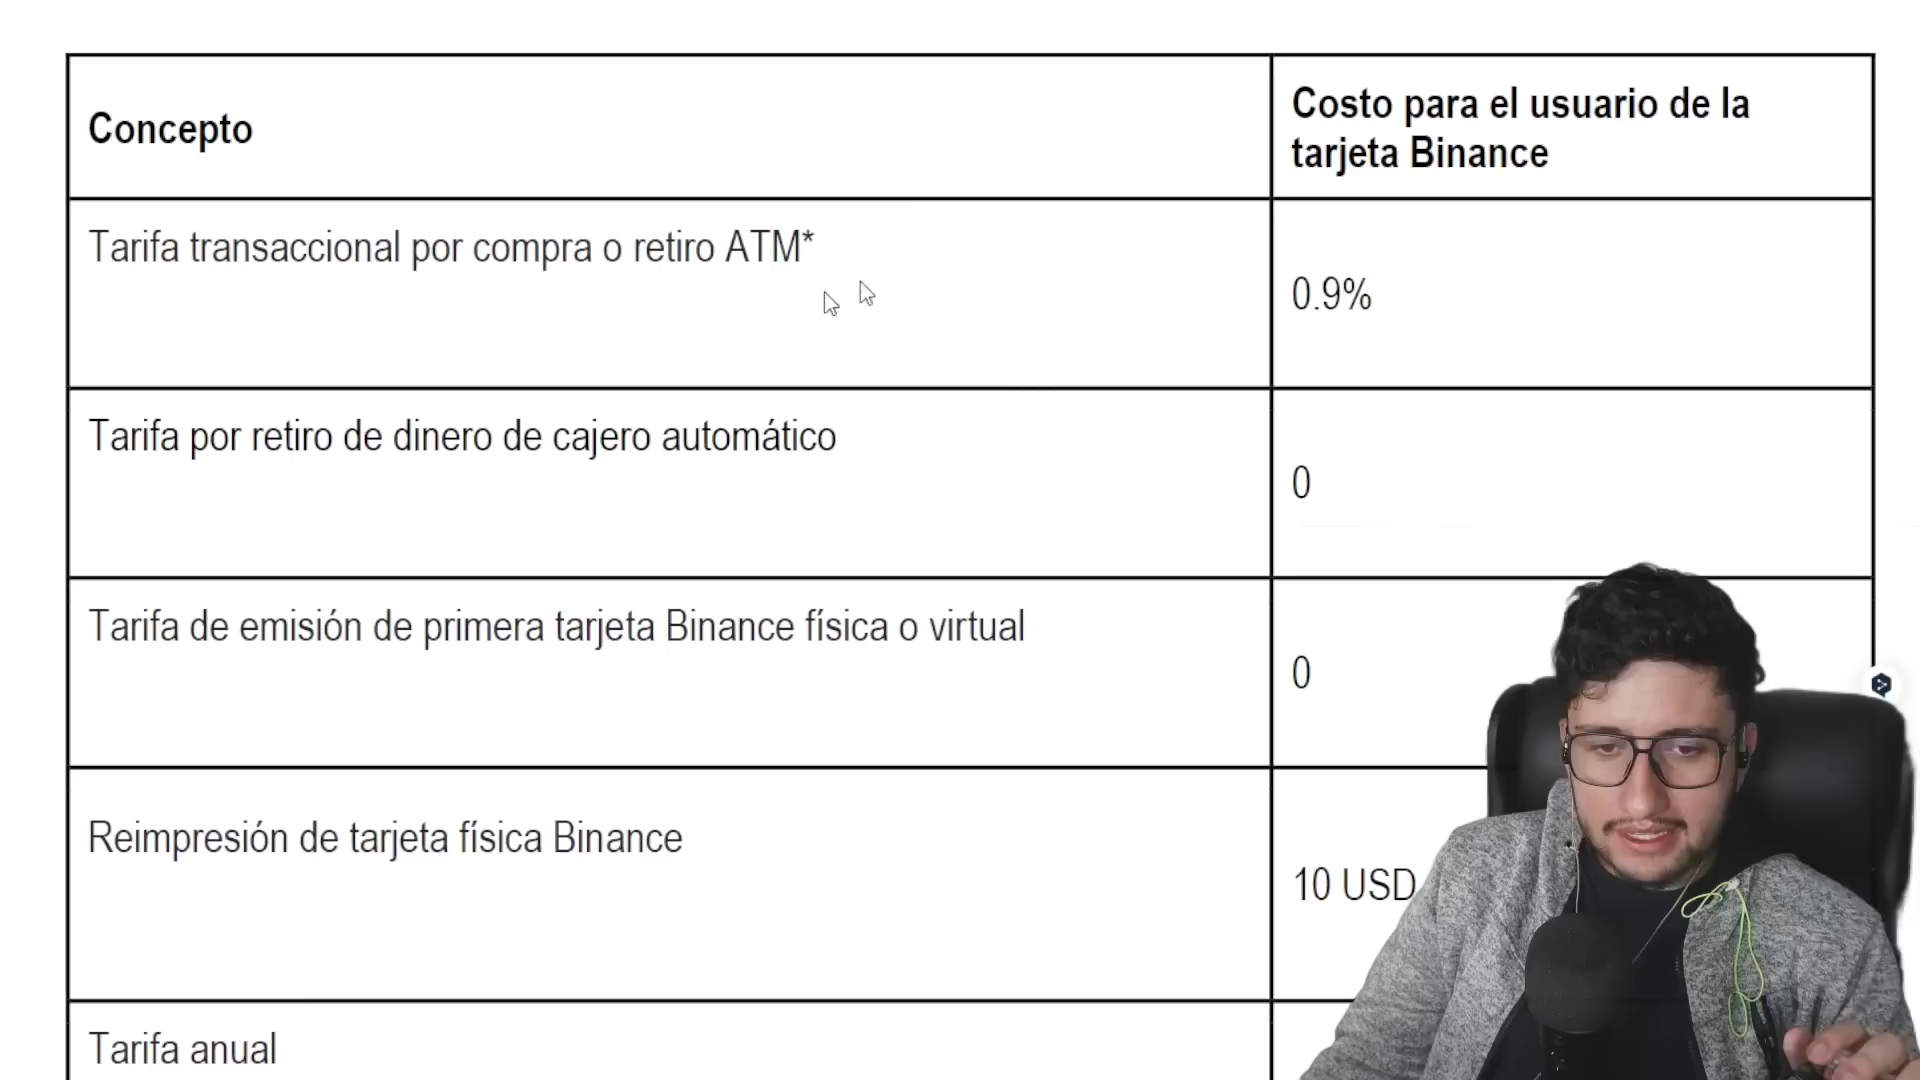 Concepto
Costo para el usuario de la
tarjeta Binance
Tarifa transaccional por compra o retiro ATM*
0.9%
Tarifa por retiro de dinero de cajero automático
0
Tarifa de emisión de primera tarjeta Binance física o virtual
0
Reimpresión de tarjeta física Binance
10 USD
Tarifa anual